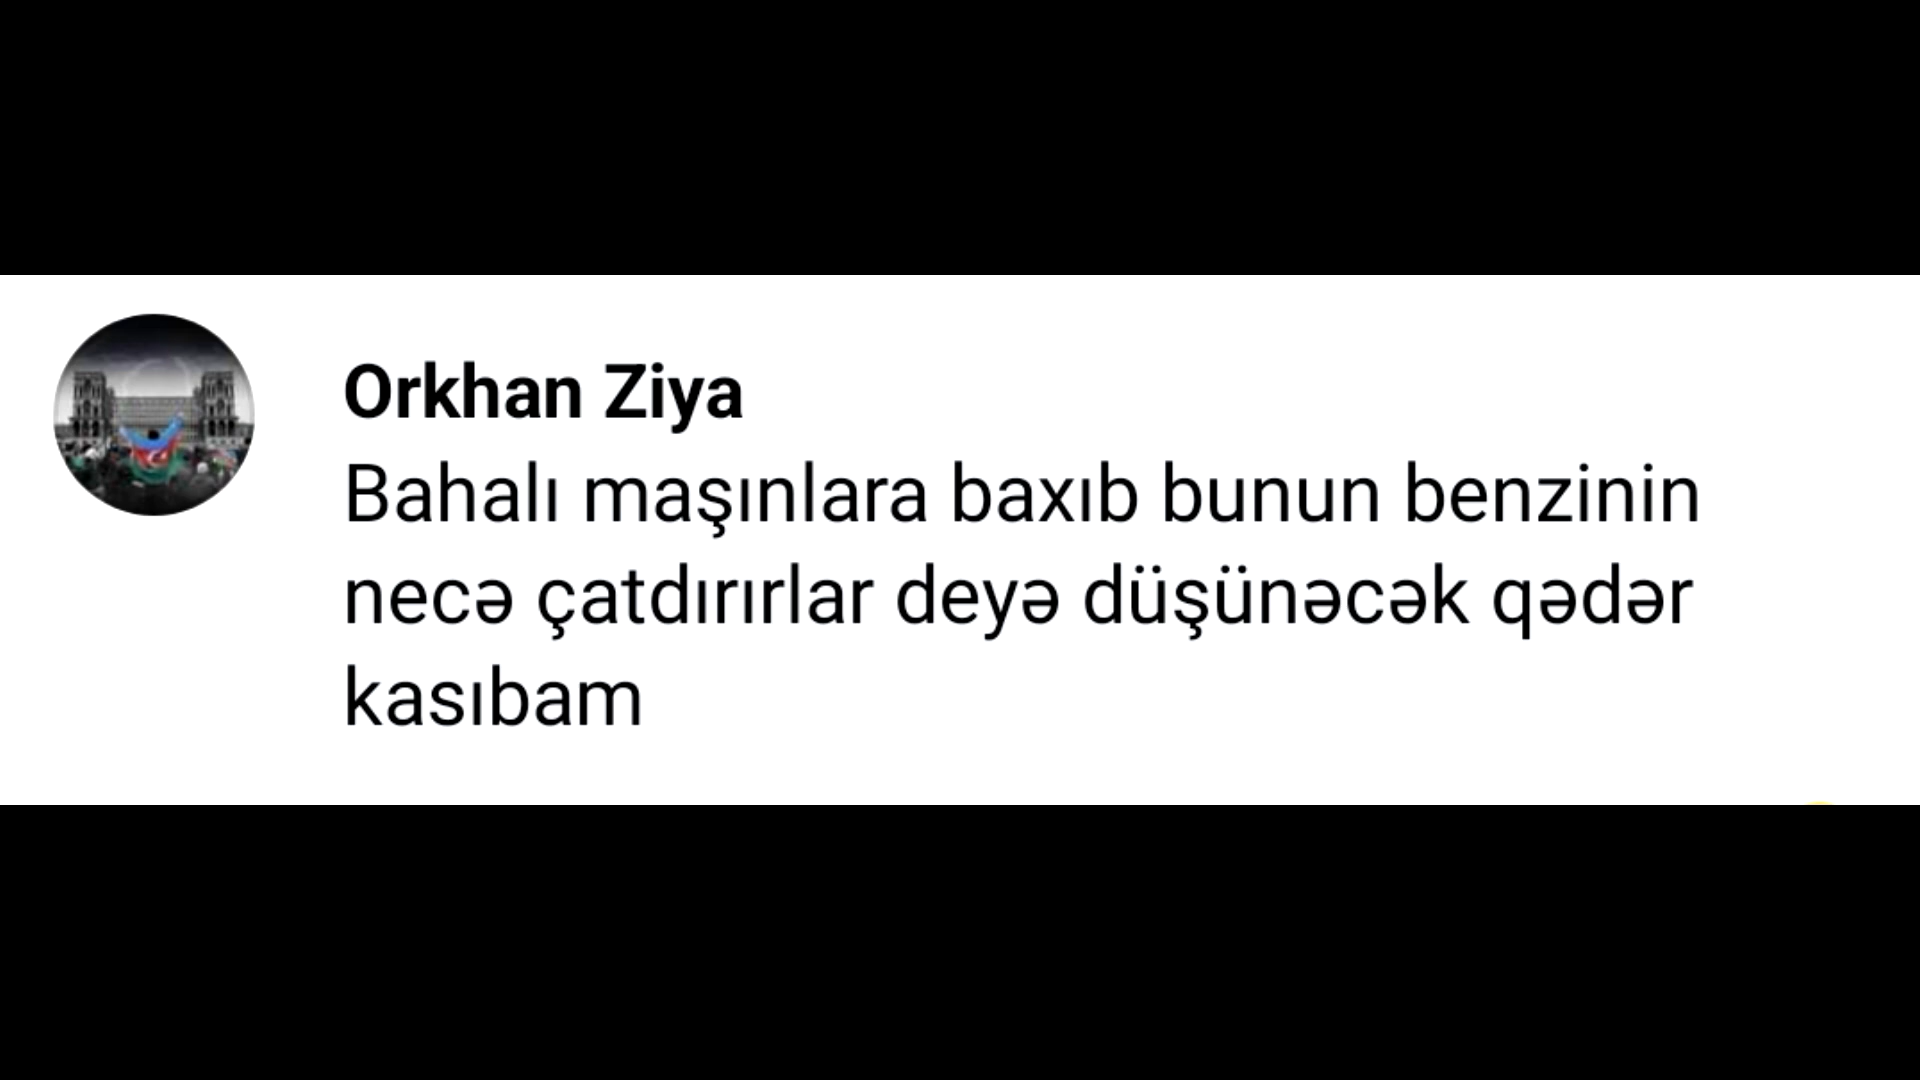 Orkhan Ziya
Bahalı maşınlara baxıb bunun benzinin
necə çatdırırlar deyə düşünəcək qədər
kasıbam